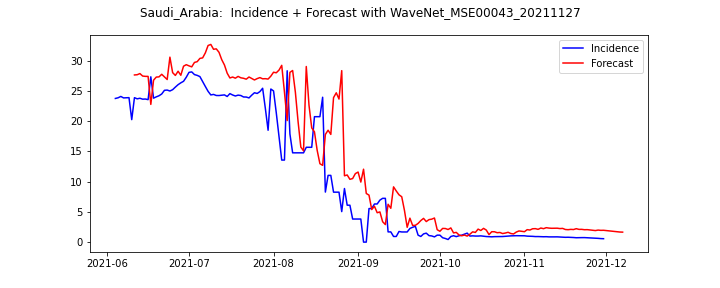 Saudi_Arabia:  Incidence + Forecast with WaveNet_MSE00043_20211127
Incidence
Forecast
30
25
20
15
10
5
0
2021-06 2021-07 2021-08 2021-09 2021-10 2021-11 2021-12